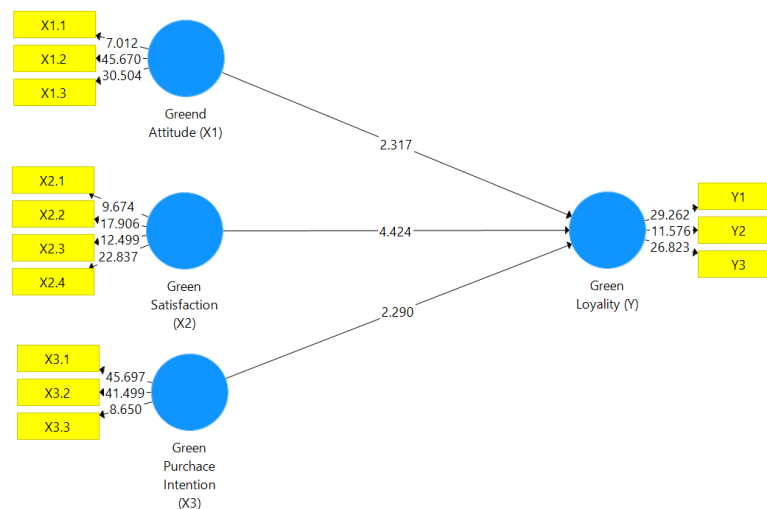 X1.1
7.012
X1.2
45.670
X1.3
30.504
Greend
Attitude (X1)
2.317
X2.1
9.674
X2.2
17.906
X2.3
12.499
X2.4
22.837
Green
Satisfaction
(X2)
4.424
X3.1
45.697
X3.2
41.499
X3.3
8.650
Green
Purchace
Intention
(X3)
2.290
Y1
29.262
Y2
11.576
Y3
26.823
Green
Loyality (Y)